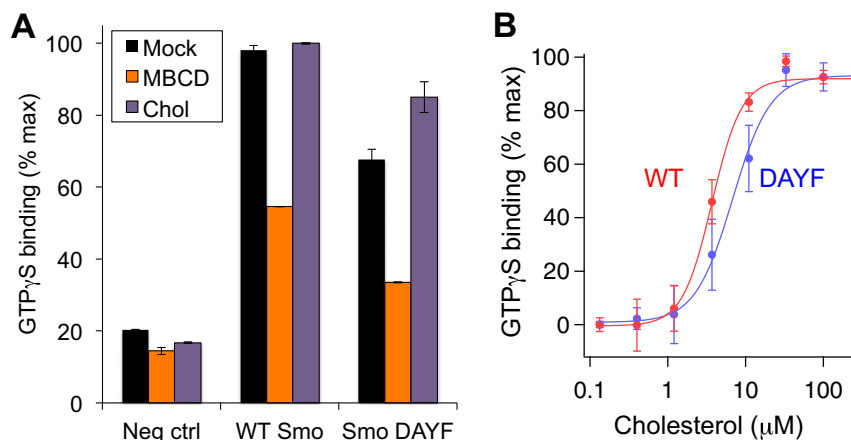 A
GTPγS binding (% max)
100
80
60
40
20
0
Mock
MBCD
Chol
Neg ctrl
WT Smo
Smo DAYF
B
GTPγS binding (% max)
100
80
60
40
20
0
WT
DAYF
0.1
1
10
100
Cholesterol (μM)